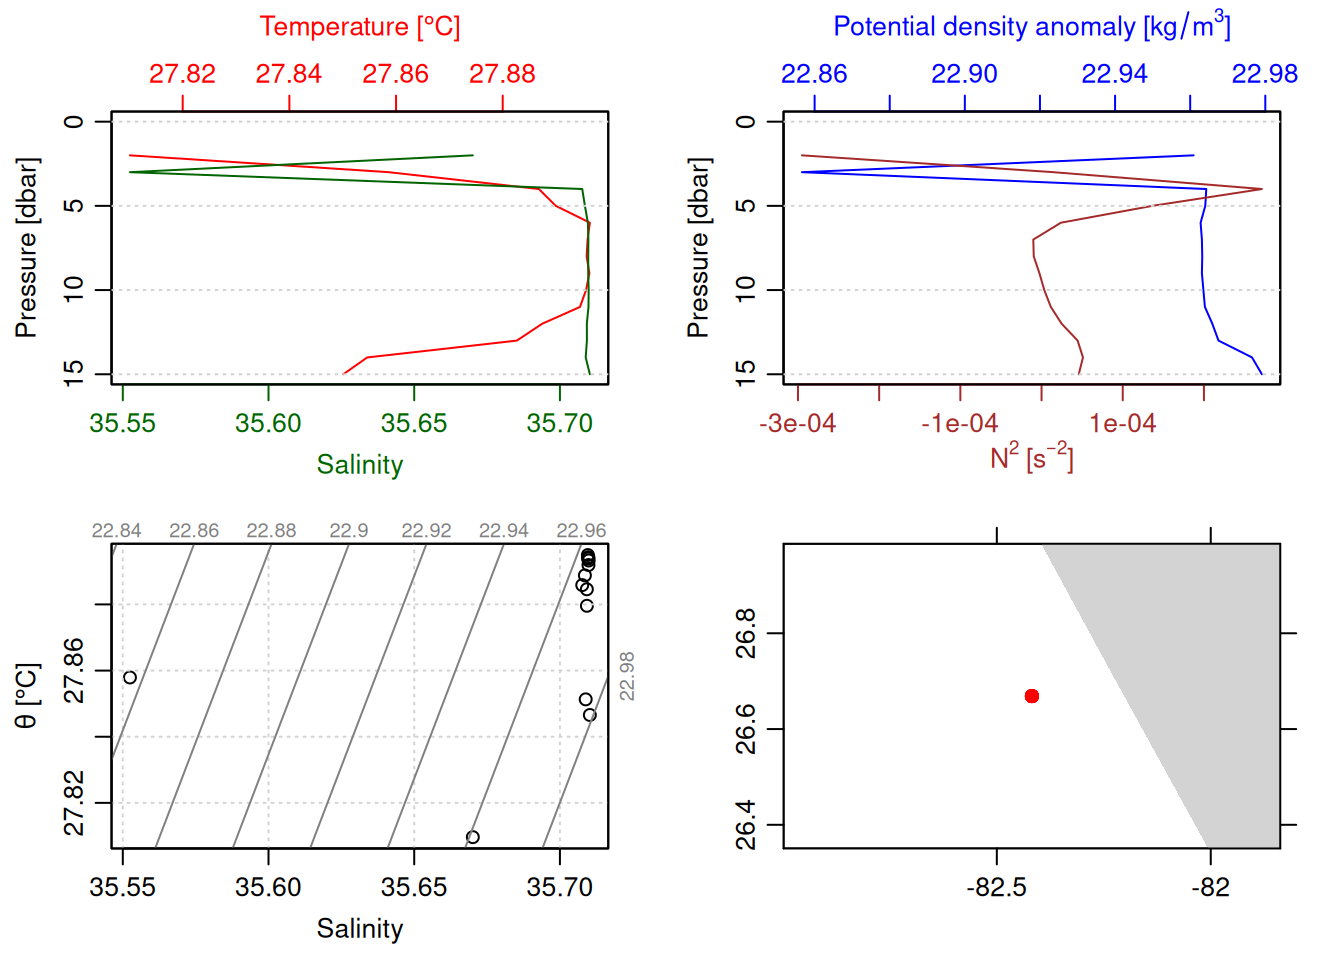 Temperature [°C]
27.82 27.84 27.86 27.88
Pressure [dbar]
0
5
10
15
35.55 35.60 35.65 35.70
Salinity
Potential density anomaly [kg/m³]
22.86 22.90 22.94 22.98
Pressure [dbar]
0
5
10
15
-3e-04 -1e-04 1e-04
N² [s⁻²]
22.84 22.86 22.88 22.9 22.92 22.94 22.96
22.98
θ [°C]
27.86
27.82
35.55 35.60 35.65 35.70
Salinity
26.8
26.6
26.4
-82.5 -82